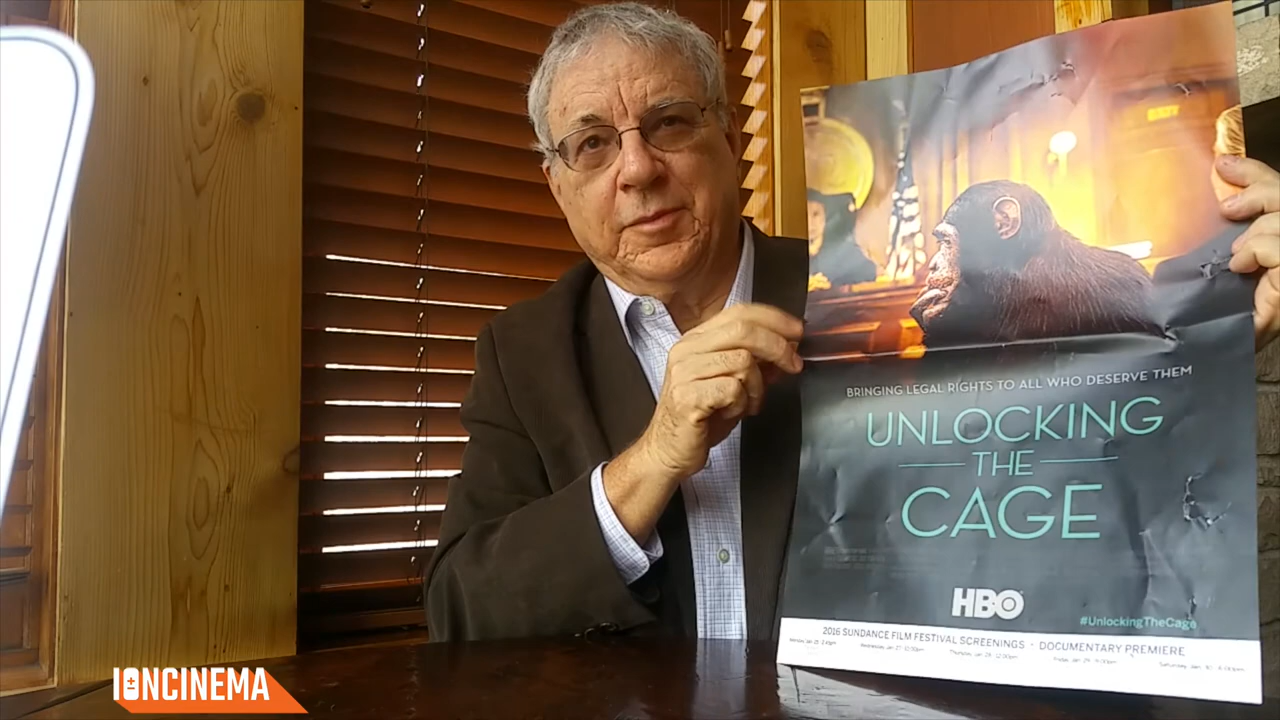 BRINGING LEGAL RIGHTS TO ALL WHO DESERVE THEM
UNLOCKING
THE
CAGE
HBO
#UnlockingTheCage
2016 SUNDANCE FILM FESTIVAL SCREENINGS · DOCUMENTARY PREMIERE
IONCINEMA